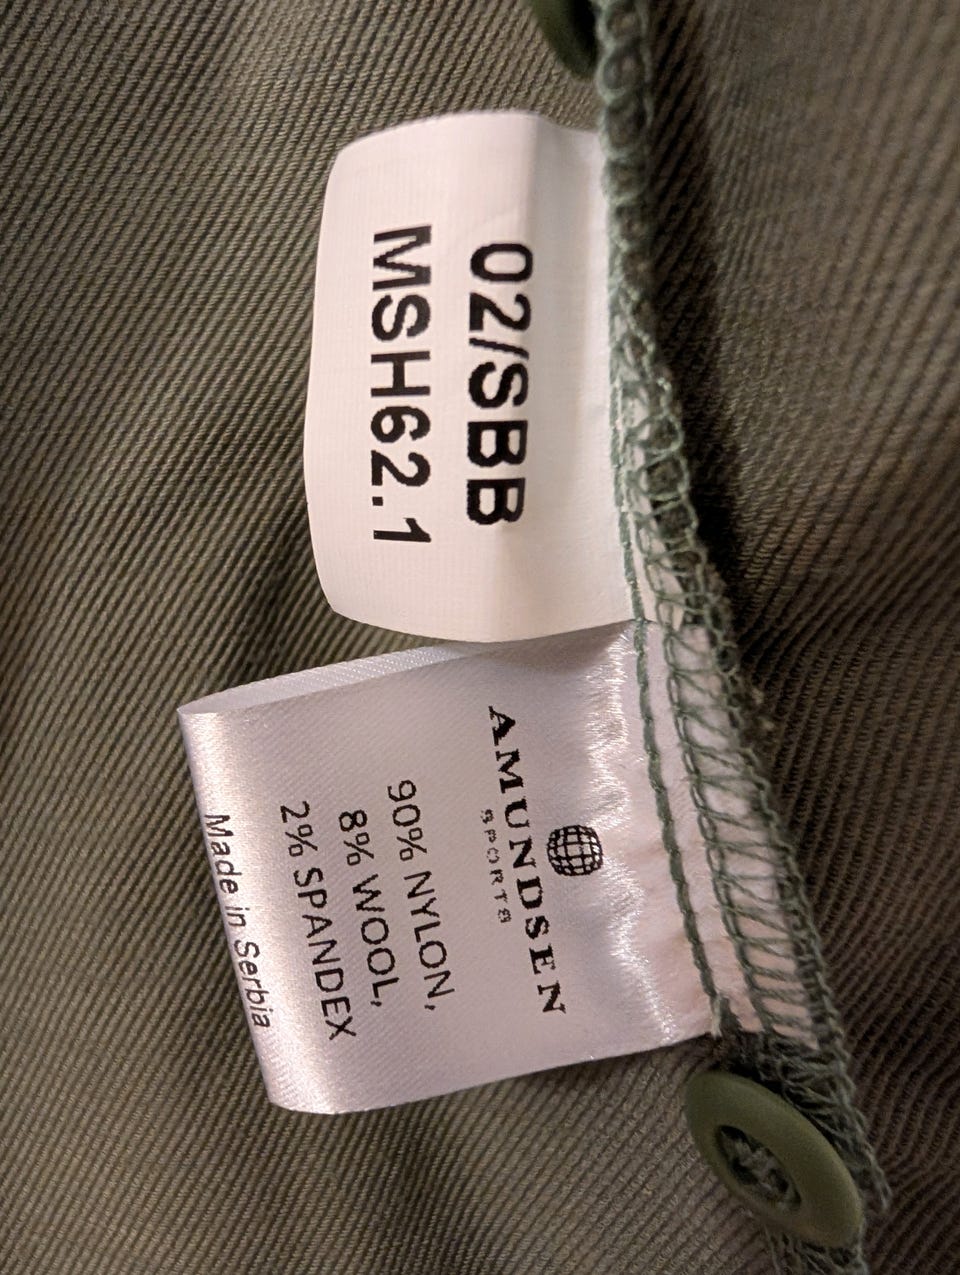 02/SBB
MSH62.1
AMUNDSEN
SPORTS
90% NYLON,
8% WOOL,
2% SPANDEX
Made in Serbia